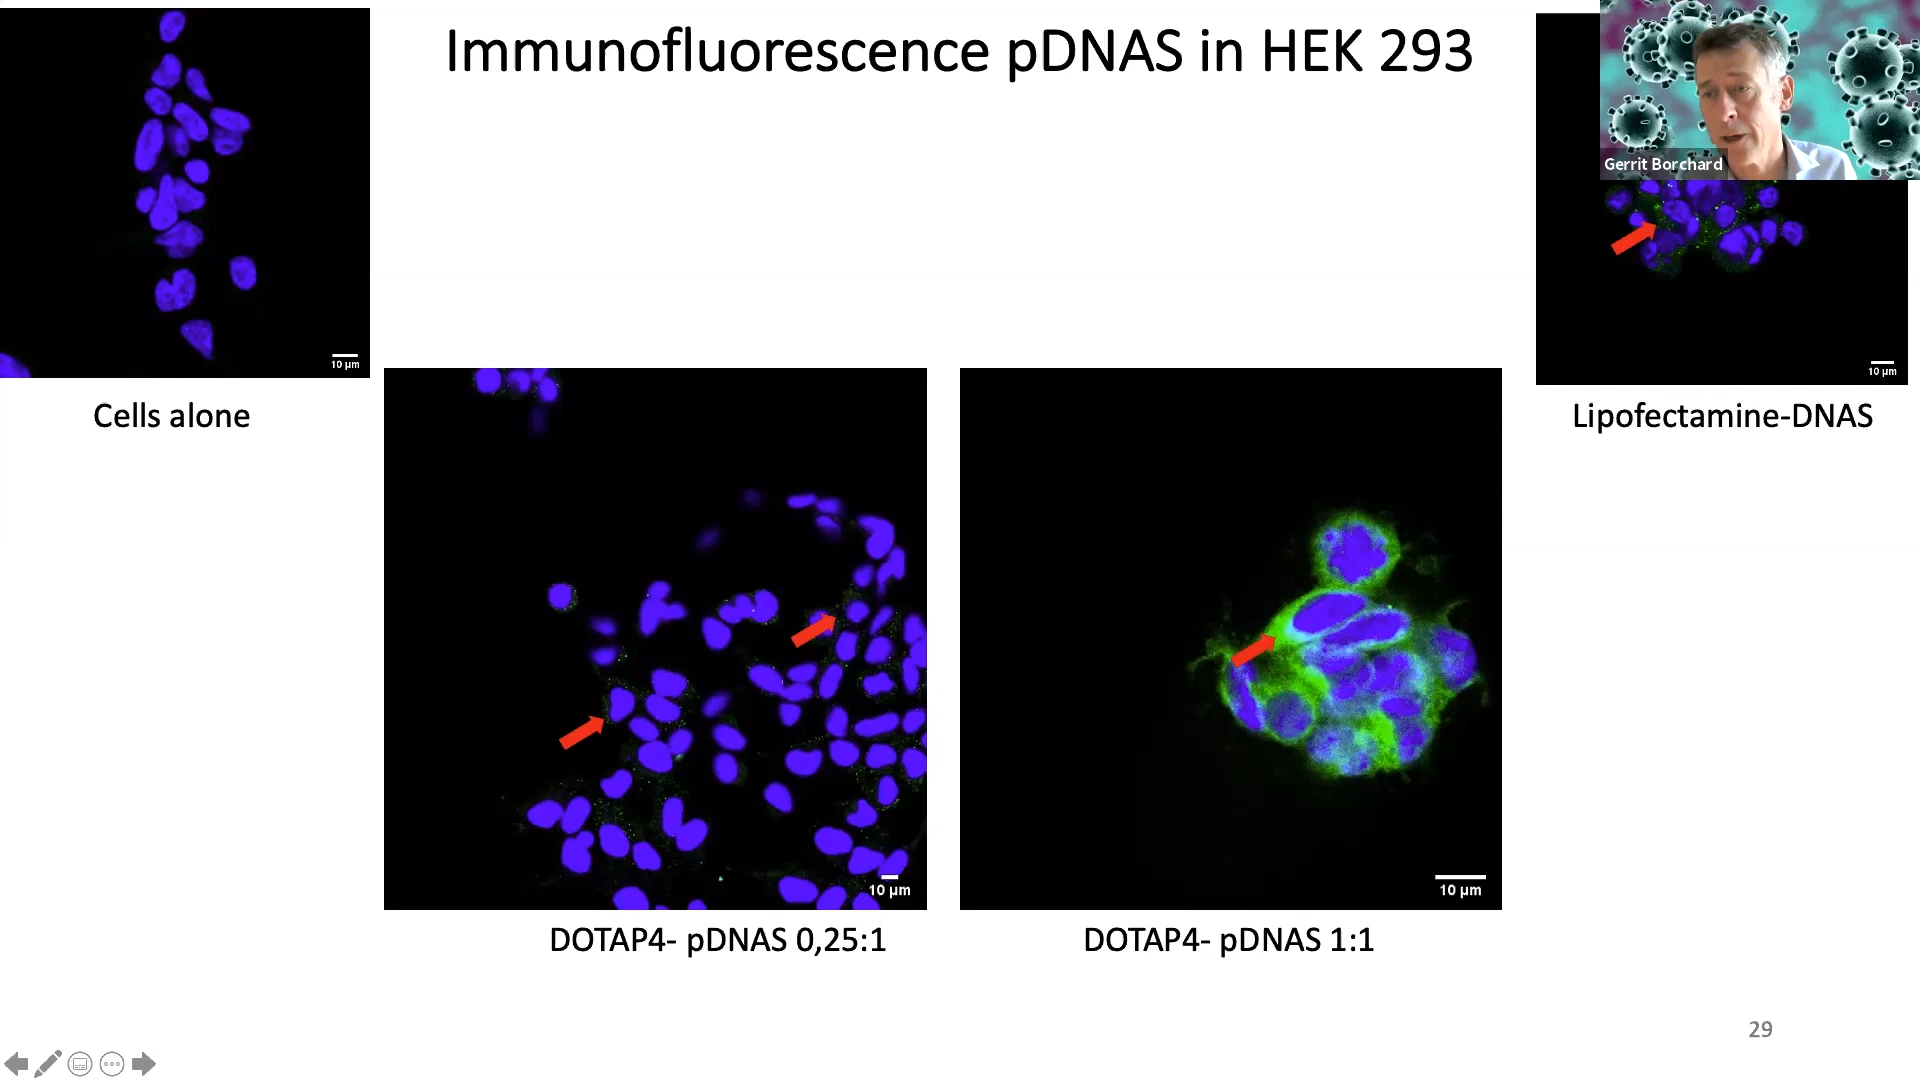 Immunofluorescence pDNAS in HEK 293
Gerrit Borchard
10 µm
Cells alone
10 µm
Lipofectamine-DNAS
10 µm
DOTAP4- pDNAS 0,25:1
10 µm
DOTAP4- pDNAS 1:1
29